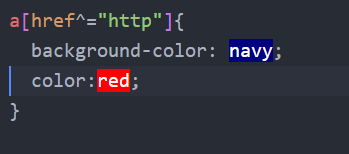 a[href^="http"]{
  background-color: navy;
  color:red;
}